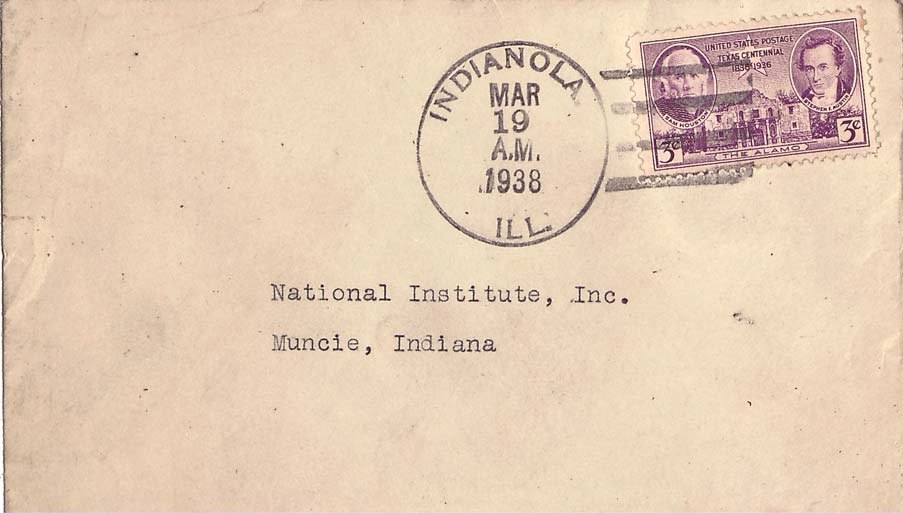 INDIANOLA
MAR
19
A.M.
1938
ILL.
UNITED STATES POSTAGE
TEXAS CENTENNIAL
1836-1936
SAM HOUSTON
STEPHEN F. AUSTIN
3¢
3¢
THE ALAMO
National Institute, Inc.
Muncie, Indiana